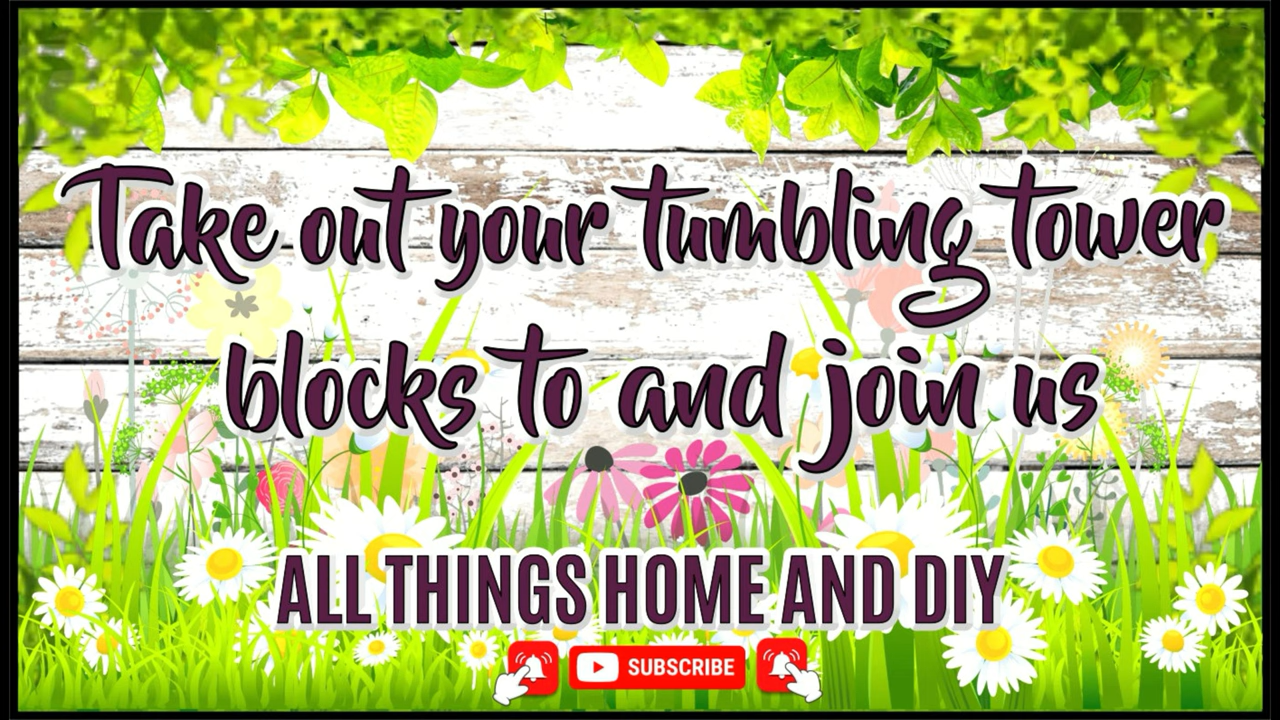 Take out your tumbling tower
blocks to and join us
ALL THINGS HOME AND DIY
SUBSCRIBE